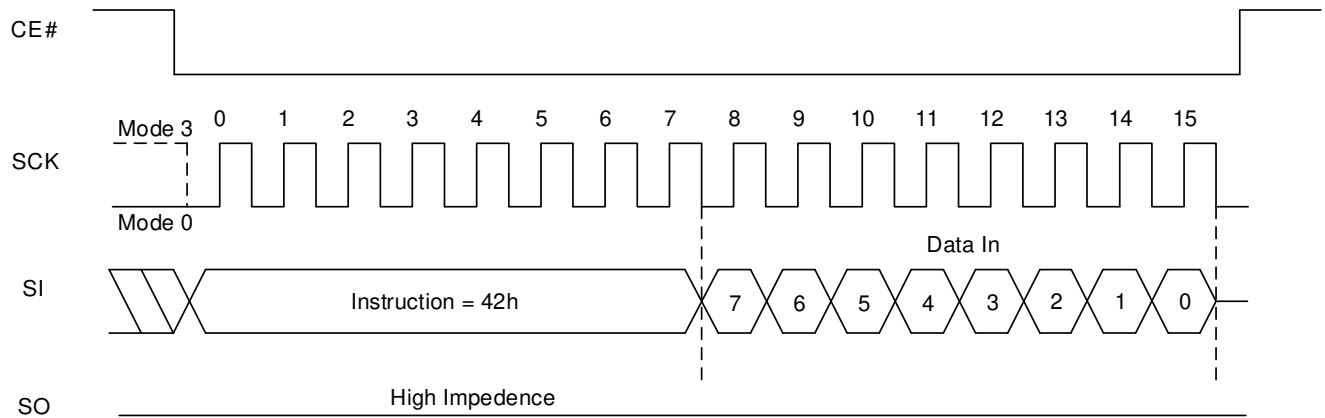 CE#
Mode 3
0 1 2 3 4 5 6 7 8 9 10 11 12 13 14 15
SCK
Mode 0
Data In
SI
Instruction = 42h
7 6 5 4 3 2 1 0
High Impedence
SO